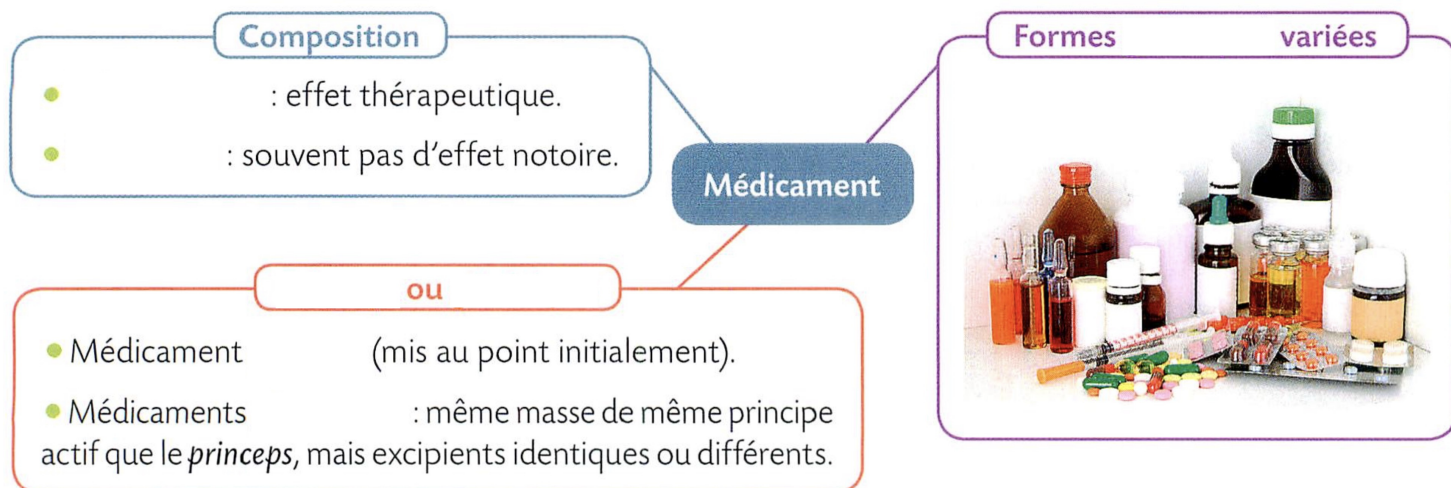 Composition
: effet thérapeutique.
: souvent pas d'effet notoire.
Médicament
Formes variées
ou
Médicament (mis au point initialement).
Médicaments : même masse de même principe
actif que le princeps, mais excipients identiques ou différents.